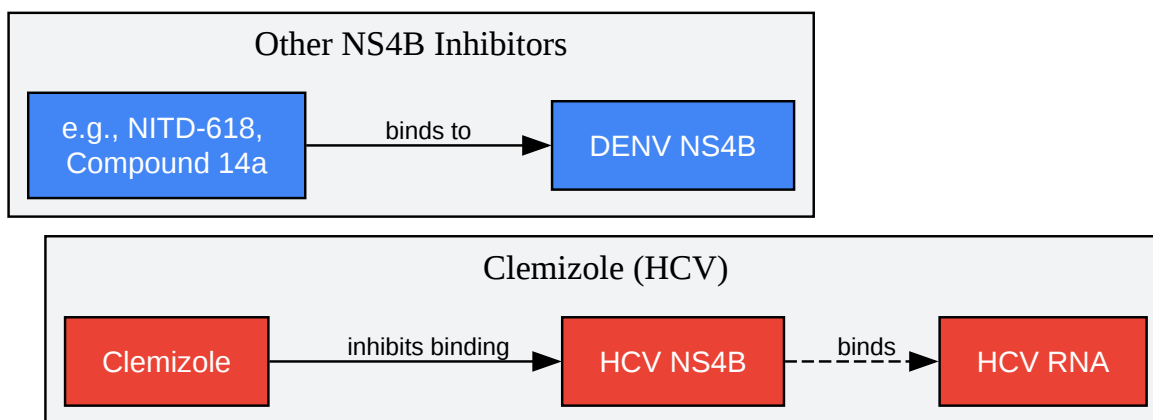 Other NS4B Inhibitors
e.g., NITD-618,
Compound 14a
binds to
DENV NS4B
Clemizole (HCV)
Clemizole
inhibits binding
HCV NS4B
binds
HCV RNA